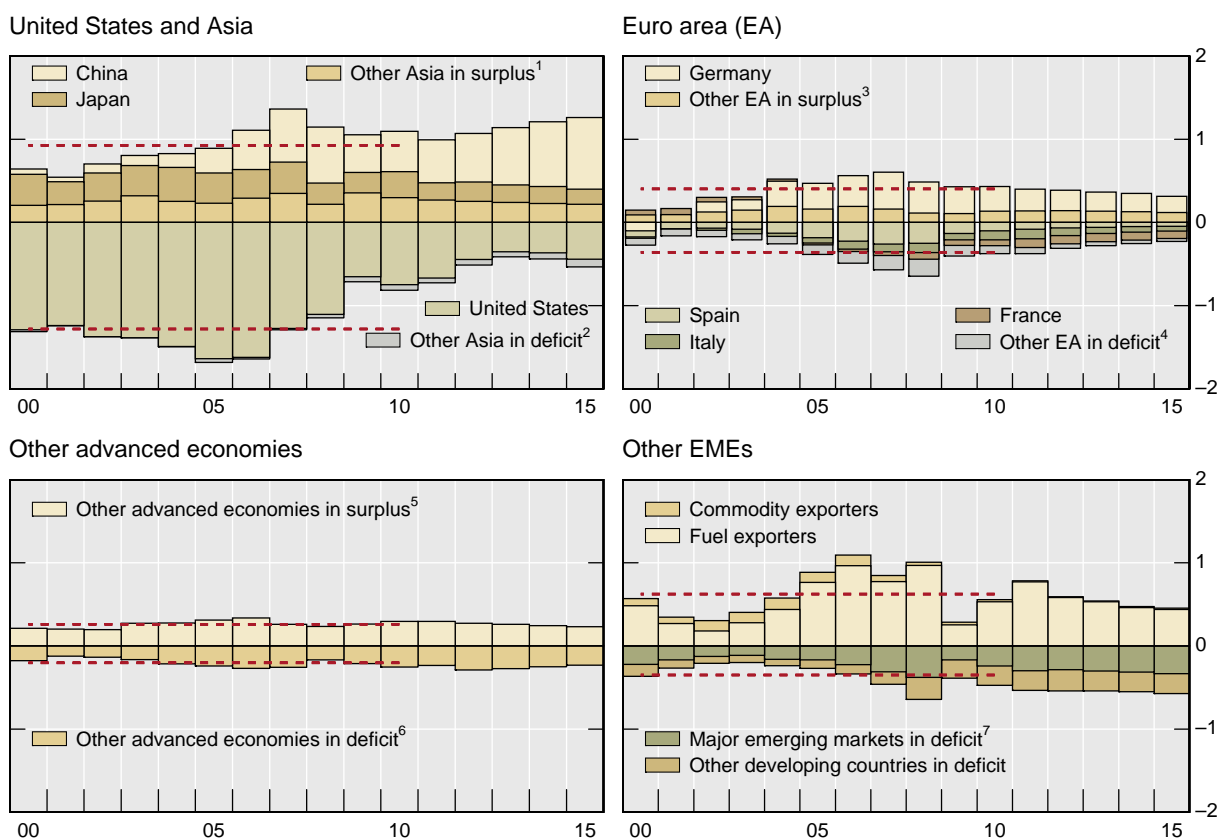 United States and Asia
China
Japan
Other Asia in surplus1
United States
Other Asia in deficit2
00 05 10 15
Euro area (EA)
Germany
Other EA in surplus3
Spain
Italy
France
Other EA in deficit4
2
1
0
–1
–2
00 05 10 15
Other advanced economies
Other advanced economies in surplus5
Other advanced economies in deficit6
00 05 10 15
Other EMEs
Commodity exporters
Fuel exporters
Major emerging markets in deficit7
Other developing countries in deficit
2
1
0
–1
–2
00 05 10 15